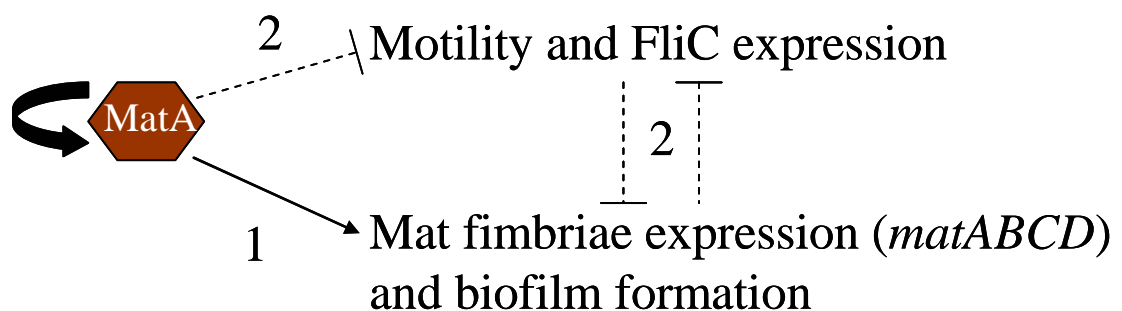 2
Motility and FliC expression
MatA
2
1
Mat fimbriae expression (matABCD)
and biofilm formation